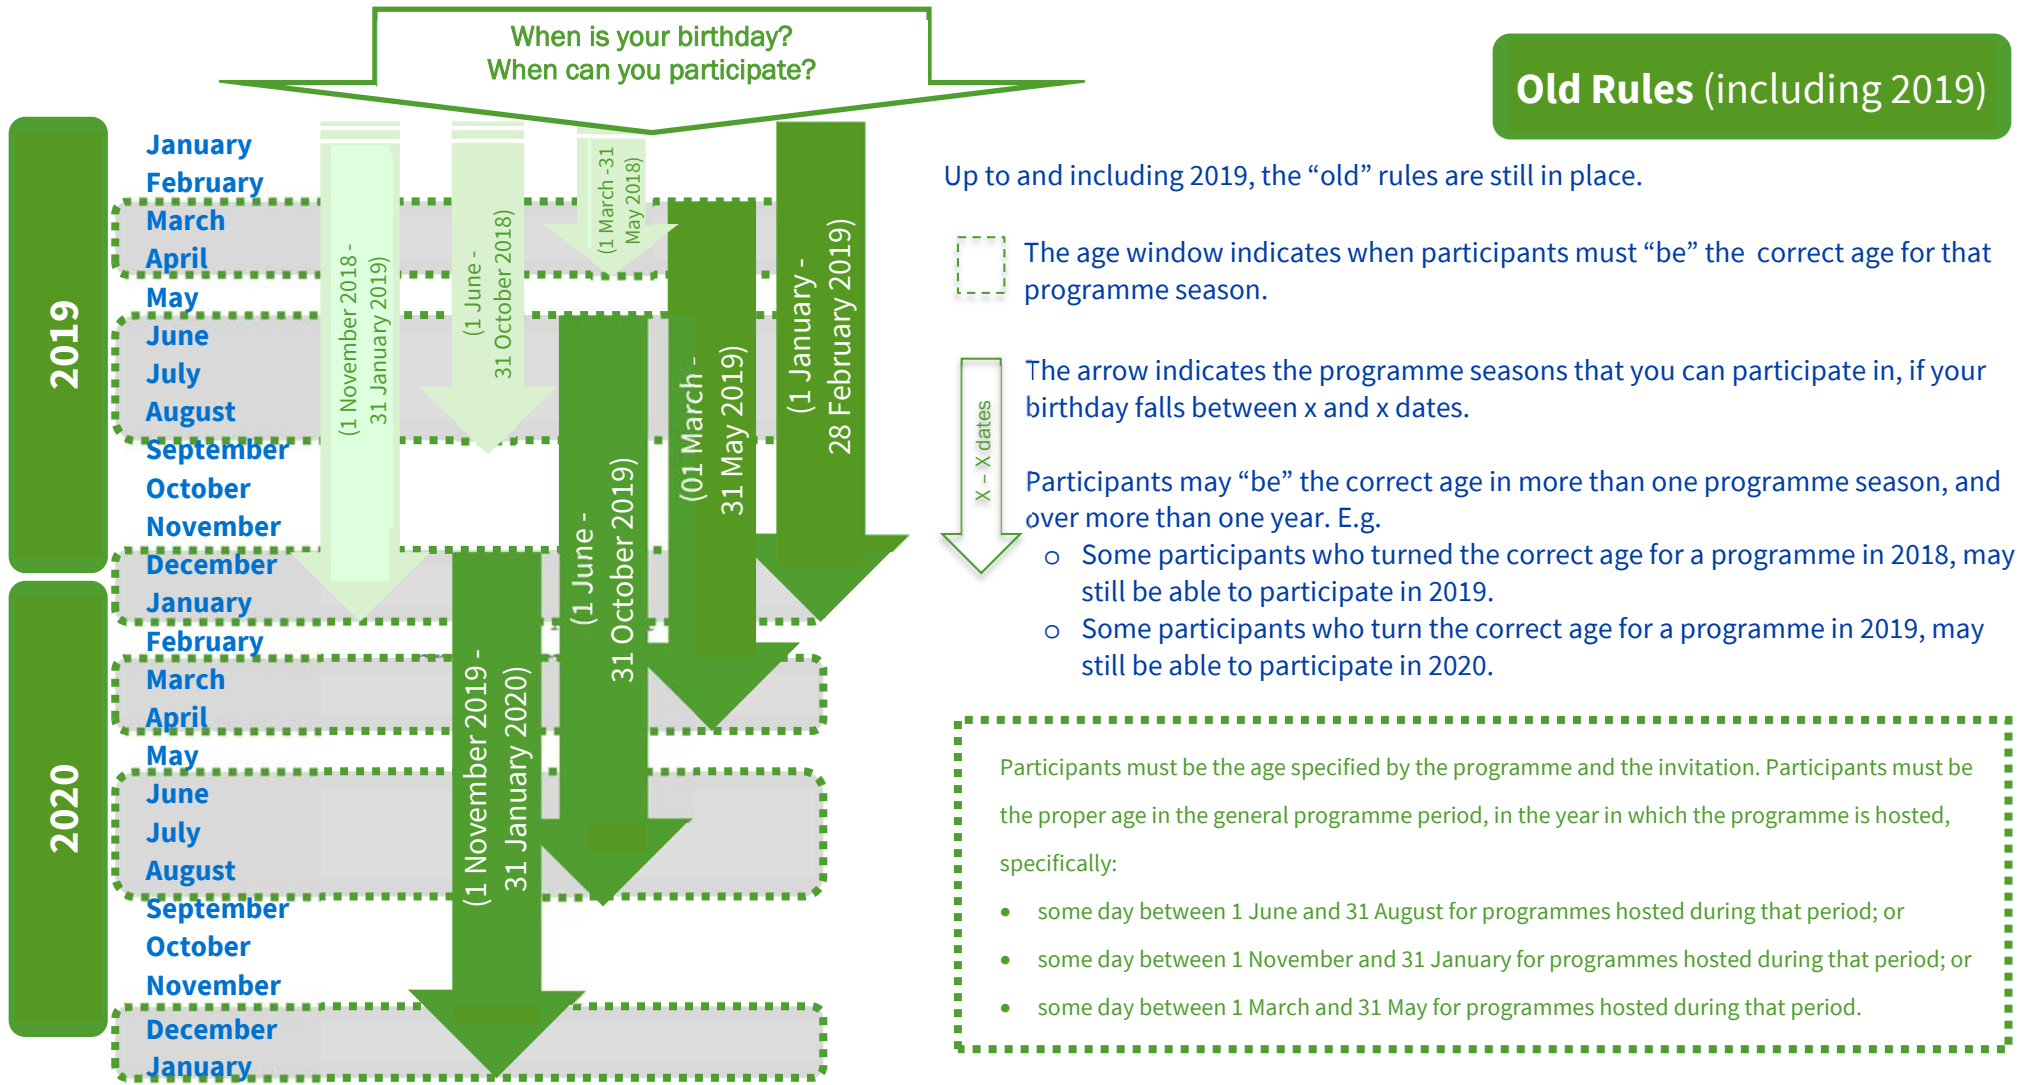 When is your birthday?
When can you participate?
Old Rules (including 2019)
2019
January
February
March
April
May
June
July
August
September
October
November
December
2020
January
February
March
April
May
June
July
August
September
October
November
December
January
(1 November 2018 -
31 January 2019)
(1 June -
31 October 2018)
(1 March -31
May 2018)
(1 November 2019 -
31 January 2020)
(1 June -
31 October 2019)
(01 March -
31 May 2019)
(1 January -
28 February 2019)
Up to and including 2019, the “old” rules are still in place.
The age window indicates when participants must “be” the correct age for that
programme season.
X – X dates
The arrow indicates the programme seasons that you can participate in, if your
birthday falls between x and x dates.
Participants may “be” the correct age in more than one programme season, and
over more than one year. E.g.
o Some participants who turned the correct age for a programme in 2018, may
still be able to participate in 2019.
o Some participants who turn the correct age for a programme in 2019, may
still be able to participate in 2020.
Participants must be the age specified by the programme and the invitation. Participants must be
the proper age in the general programme period, in the year in which the programme is hosted,
specifically:
• some day between 1 June and 31 August for programmes hosted during that period; or
• some day between 1 November and 31 January for programmes hosted during that period; or
• some day between 1 March and 31 May for programmes hosted during that period.